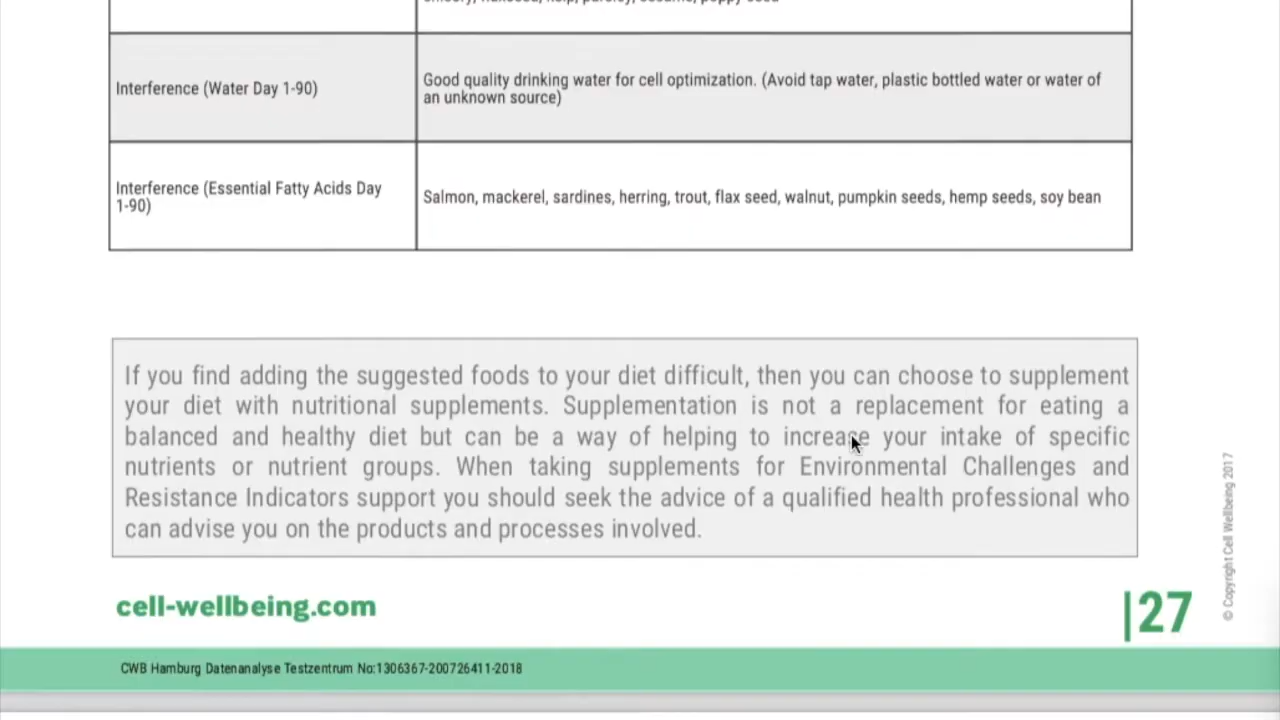 flaxseed, kelp, parsley, sesame, poppy seed
Interference (Water Day 1-90)
Good quality drinking water for cell optimization. (Avoid tap water, plastic bottled water or water of
an unknown source)
Interference (Essential Fatty Acids Day
1-90)
Salmon, mackerel, sardines, herring, trout, flax seed, walnut, pumpkin seeds, hemp seeds, soy bean
If you find adding the suggested foods to your diet difficult, then you can choose to supplement
your diet with nutritional supplements. Supplementation is not a replacement for eating a
balanced and healthy diet but can be a way of helping to increase your intake of specific
nutrients or nutrient groups. When taking supplements for Environmental Challenges and
Resistance Indicators support you should seek the advice of a qualified health professional who
can advise you on the products and processes involved.
cell-wellbeing.com
|27
© Copyright Cell Wellbeing 2017
CWB Hamburg Datenanalyse Testzentrum No:1306367-200726411-2018